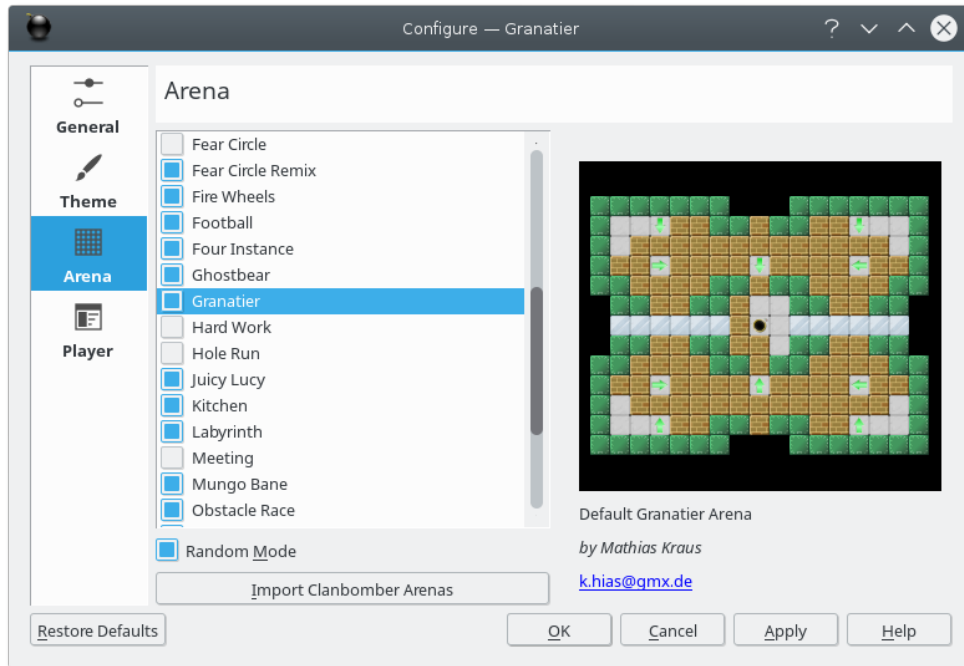 Configure — Granatier
General
Theme
Arena
Player
Arena
Fear Circle
Fear Circle Remix
Fire Wheels
Football
Four Instance
Ghostbear
Granatier
Hard Work
Hole Run
Juicy Lucy
Kitchen
Labyrinth
Meeting
Mungo Bane
Obstacle Race
Random Mode
Import Clanbomber Arenas
Default Granatier Arena
by Mathias Kraus
k.hias@gmx.de
Restore Defaults
OK
Cancel
Apply
Help